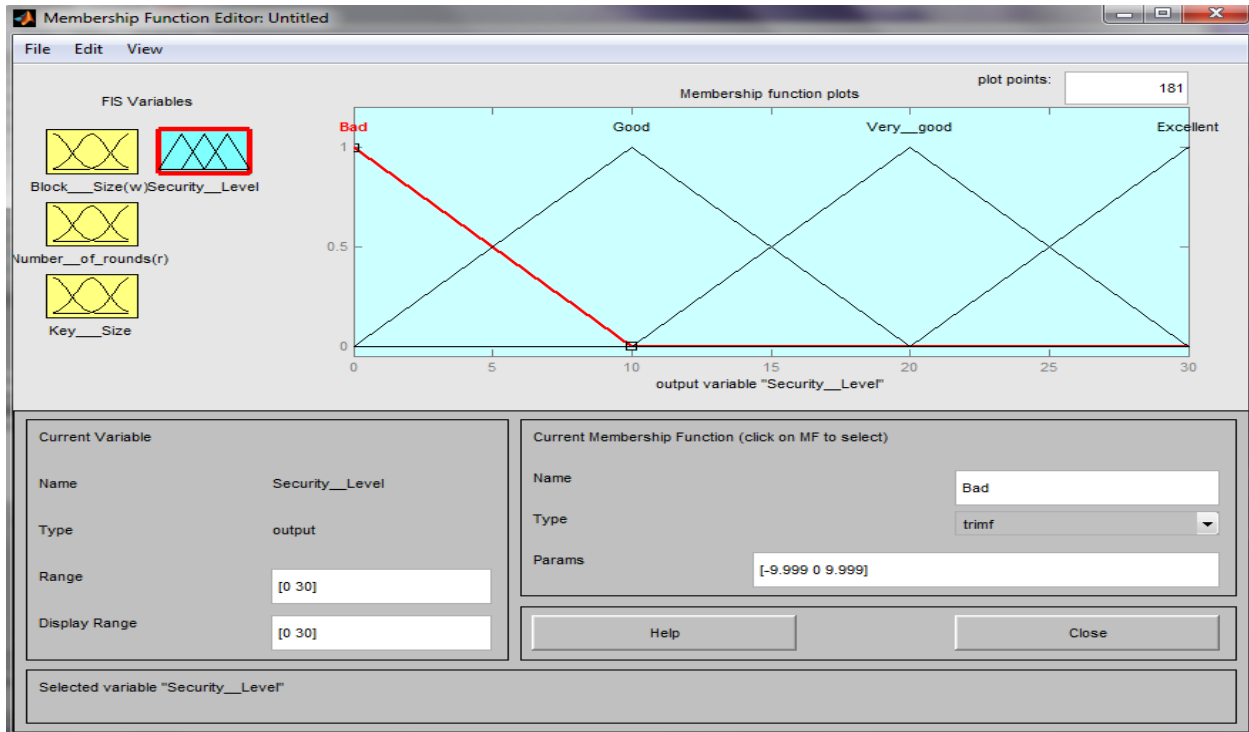 Membership Function Editor: Untitled
File Edit View
FIS Variables
Membership function plots
plot points:
181
Block___Size(w)
Security__Level
Number__of_rounds(r)
Key___Size
Bad
Good
Very__good
Excellent
1
0.5
0
0 5 10 15 20 25 30
output variable "Security__Level"
Current Variable
Name Security__Level
Type output
Range [0 30]
Display Range [0 30]
Current Membership Function (click on MF to select)
Name Bad
Type trimf
Params [-9.999 0 9.999]
Help Close
Selected variable "Security__Level"